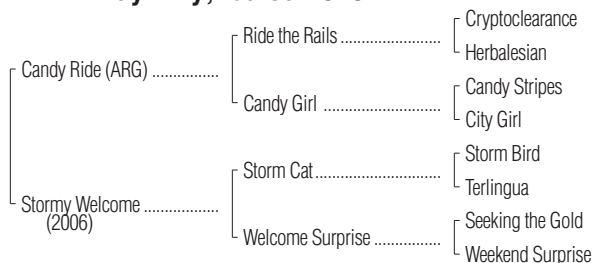 Cryptoclearance
Ride the Rails
Herbalesian
Candy Ride (ARG)
Candy Stripes
Candy Girl
City Girl
Storm Bird
Storm Cat
Terlingua
Stormy Welcome
(2006)
Seeking the Gold
Welcome Surprise
Weekend Surprise